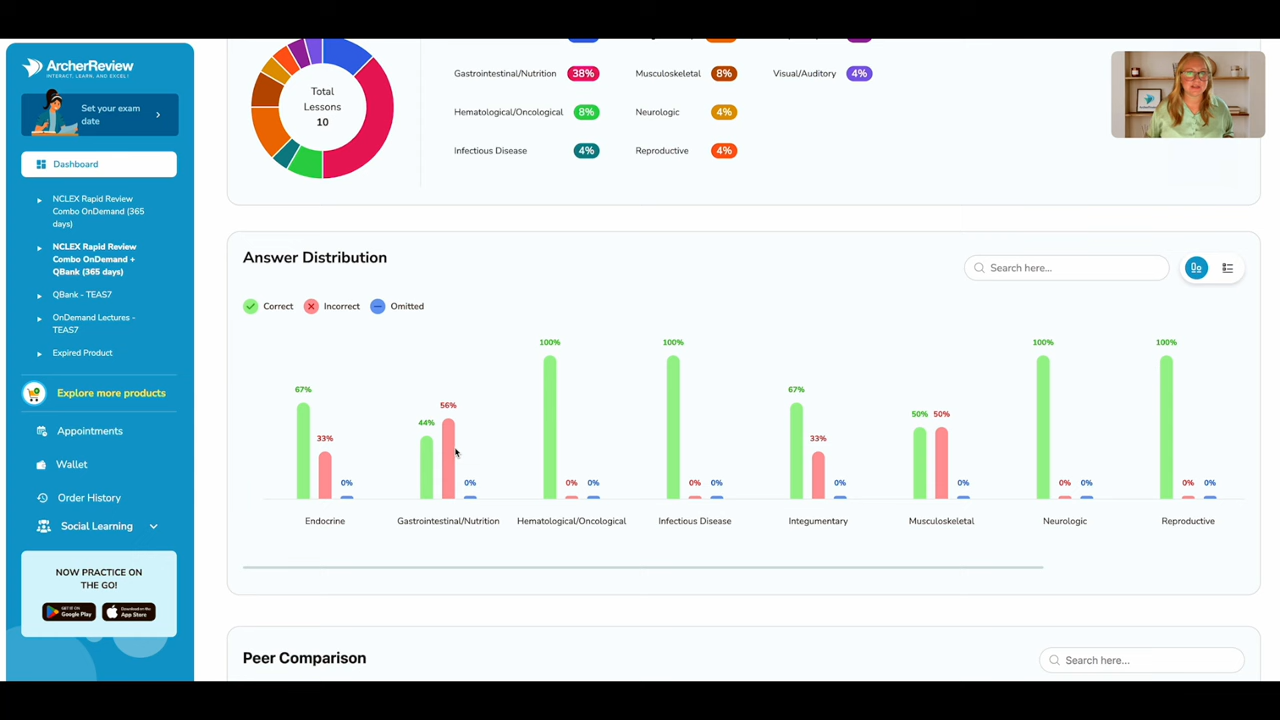 ArcherReview
INTERACT, LEARN, AND EXCEL!
Set your exam
date
Dashboard
NCLEX Rapid Review
Combo OnDemand (365
days)
NCLEX Rapid Review
Combo OnDemand +
QBank (365 days)
QBank - TEAS7
OnDemand Lectures -
TEAS7
Expired Product
Explore more products
Appointments
Wallet
Order History
Social Learning
NOW PRACTICE ON
THE GO!
GET IT ON
Google Play
Download on the
App Store
Total
Lessons
10
Gastrointestinal/Nutrition 38% Musculoskeletal 8% Visual/Auditory 4%
Hematological/Oncological 8% Neurologic 4%
Infectious Disease 4% Reproductive 4%
Answer Distribution
Search here...
Correct Incorrect Omitted
67% 33% 0%
44% 56% 0%
100% 0% 0%
100% 0% 0%
67% 33% 0%
50% 50% 0%
100% 0% 0%
100% 0% 0%
Endocrine Gastrointestinal/Nutrition Hematological/Oncological Infectious Disease Integumentary Musculoskeletal Neurologic Reproductive
Peer Comparison
Search here...